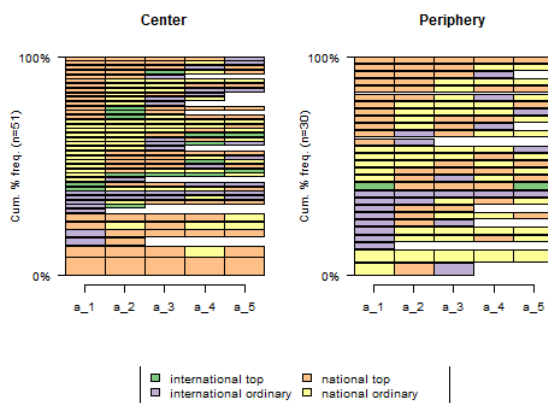 Center
Periphery
100%
0%
Cum. % freq. (n=51)
a_1 a_2 a_3 a_4 a_5
100%
0%
Cum. % freq. (n=30)
a_1 a_2 a_3 a_4 a_5
international top
national top
international ordinary
national ordinary